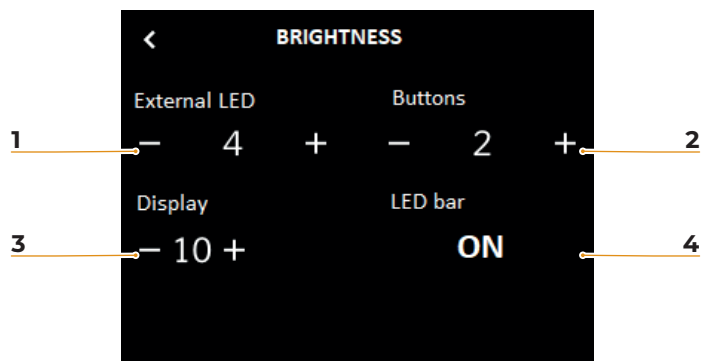 < BRIGHTNESS
External LED Buttons
1 − 4 + − 2 + 2
Display LED bar
3 − 10 + ON 4